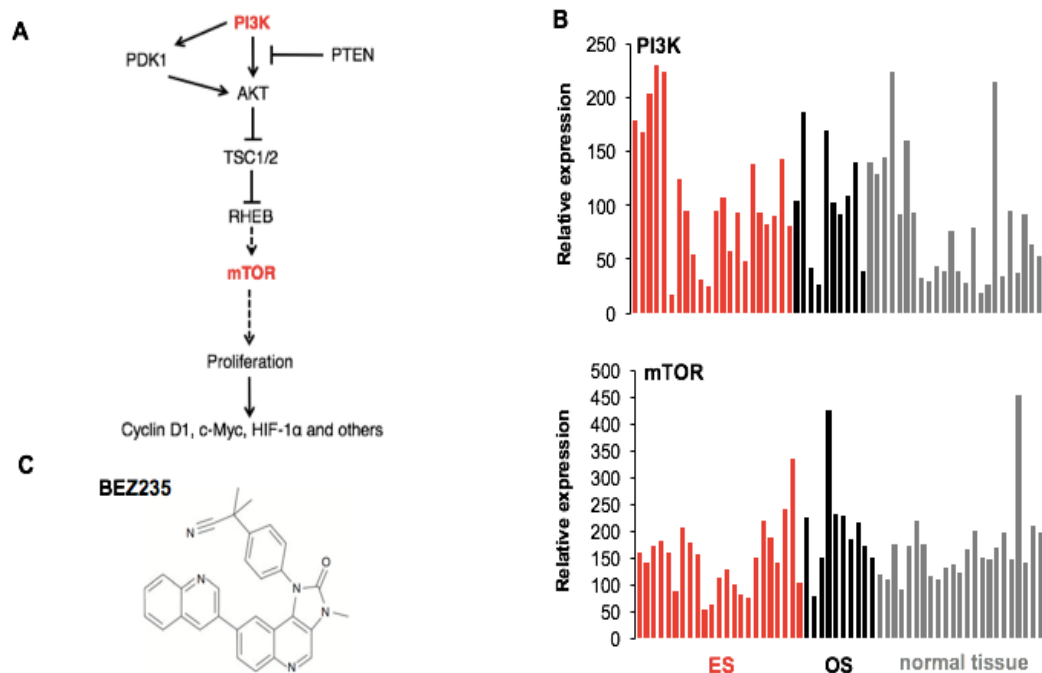 A
PI3K
PDK1
PTEN
AKT
TSC1/2
RHEB
mTOR
Proliferation
Cyclin D1, c-Myc, HIF-1α and others
B
PI3K
Relative expression
250
200
150
100
50
0
mTOR
Relative expression
500
450
400
350
300
250
200
150
100
50
0
ES
OS
normal tissue
C
BEZ235
N
N
O
N
N
N